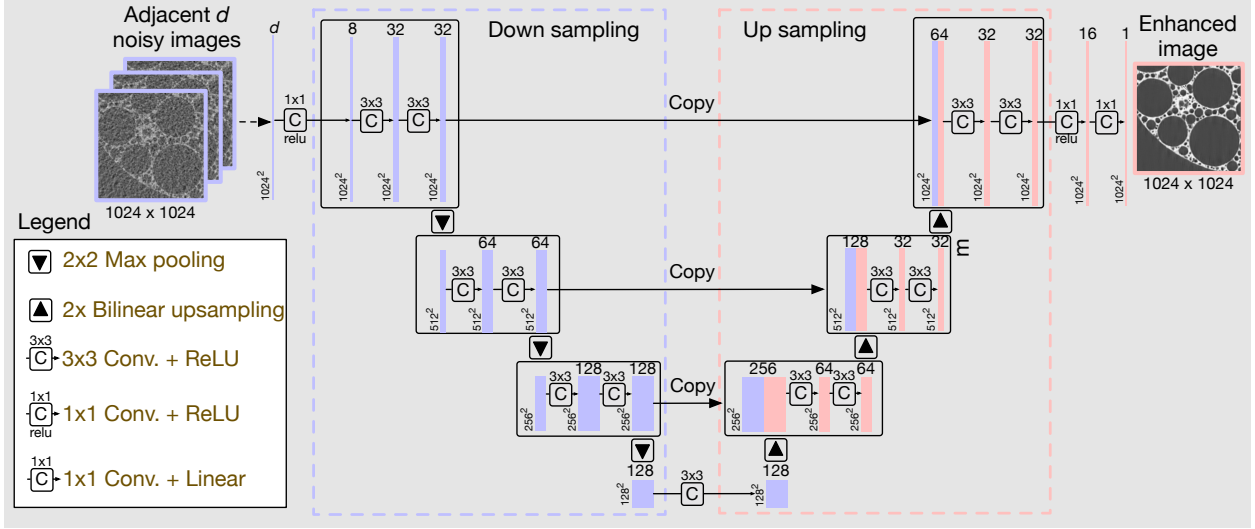 Adjacent d
noisy images
1024 x 1024
d
1024²
1x1
C
relu
Down sampling
8 32 32
3x3 3x3
C C
1024² 1024² 1024²
Copy
Up sampling
64 32 32
3x3 3x3
C C
1024² 1024² 1024²
1x1 1x1
C C
relu
16 1
1024² 1024²
Enhanced
image
1024 x 1024
64 64
3x3 3x3
C C
512² 512² 512²
Copy
128 32 32
3x3 3x3
C C
512² 512² 512²
m
128 128
3x3 3x3
C C
256² 256² 256²
Copy
256 64 64
3x3 3x3
C C
256² 256² 256²
128
128²
3x3
C
128
128²
Legend
2x2 Max pooling
2x Bilinear upsampling
3x3
C 3x3 Conv. + ReLU
1x1
C 1x1 Conv. + ReLU
relu
1x1
C 1x1 Conv. + Linear